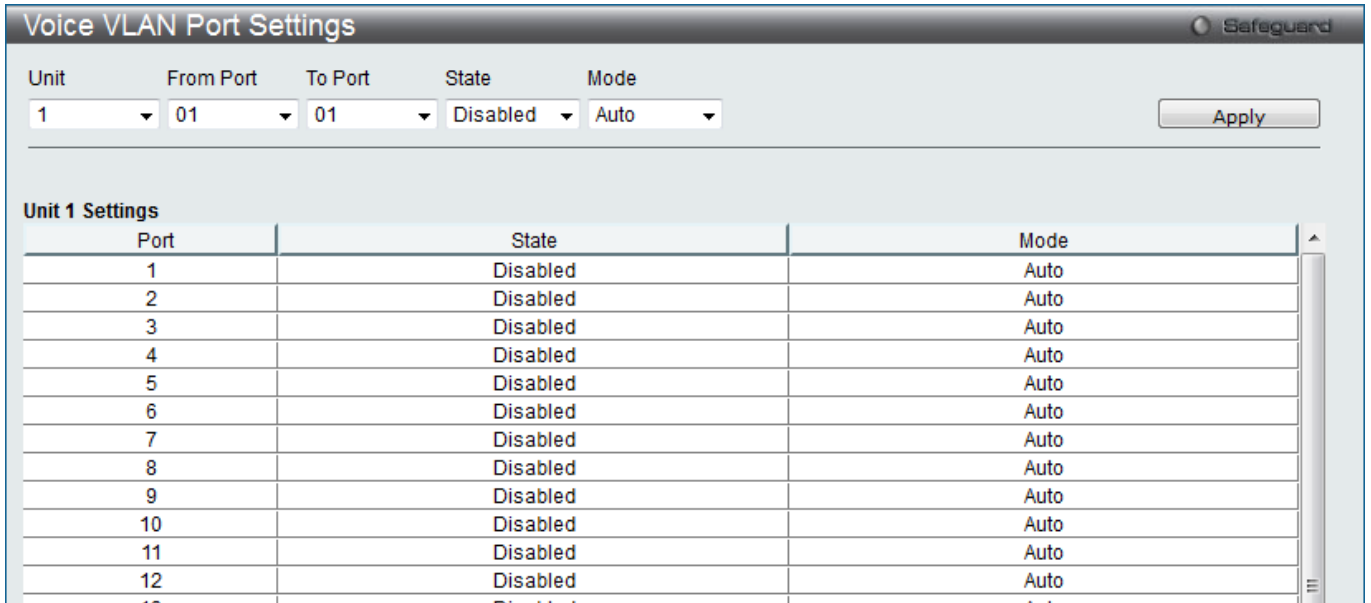 Voice VLAN Port Settings Safeguard
Unit From Port To Port State Mode
1 01 01 Disabled Auto Apply
Unit 1 Settings
Port State Mode
1 Disabled Auto
2 Disabled Auto
3 Disabled Auto
4 Disabled Auto
5 Disabled Auto
6 Disabled Auto
7 Disabled Auto
8 Disabled Auto
9 Disabled Auto
10 Disabled Auto
11 Disabled Auto
12 Disabled Auto